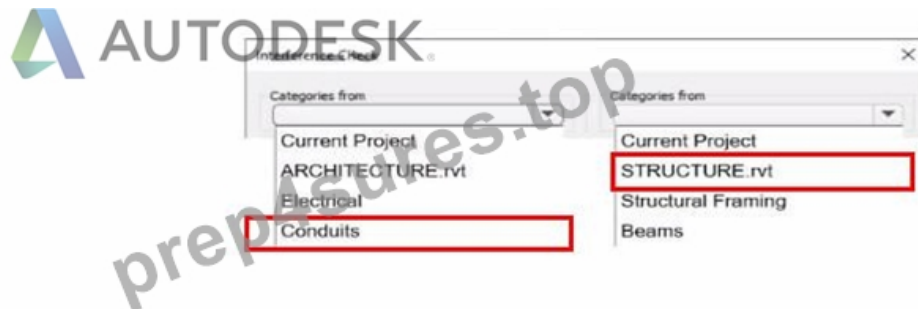 AUTODESK
Interference Check
Categories from
Current Project
ARCHITECTURE.rvt
Electrical
Conduits
Categories from
Current Project
STRUCTURE.rvt
Structural Framing
Beams
prep4sures.top